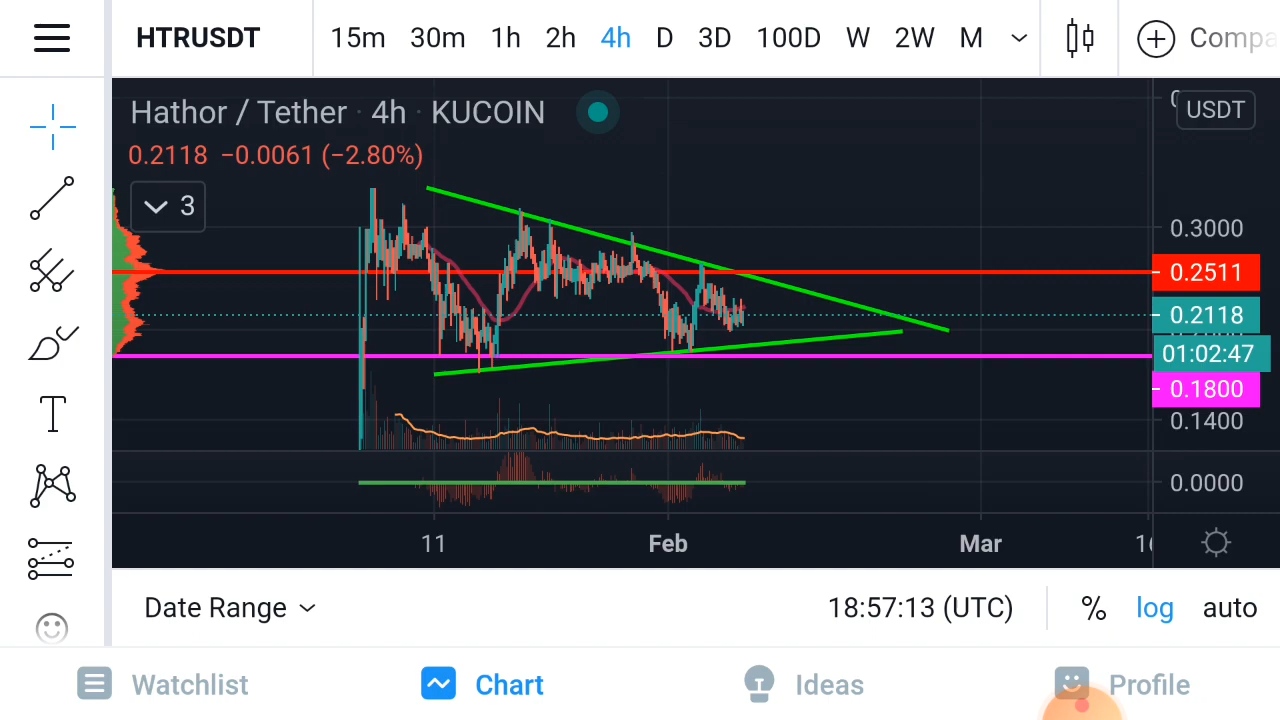 HTRUSDT 15m 30m 1h 2h 4h D 3D 100D W 2W M Compa
Hathor / Tether · 4h · KUCOIN
USDT
0.2118 −0.0061 (−2.80%)
3
0.3000
0.2511
0.2118
01:02:47
0.1800
0.1400
0.0000
11 Feb Mar
Date Range 18:57:13 (UTC) % log auto
Watchlist Chart Ideas Profile